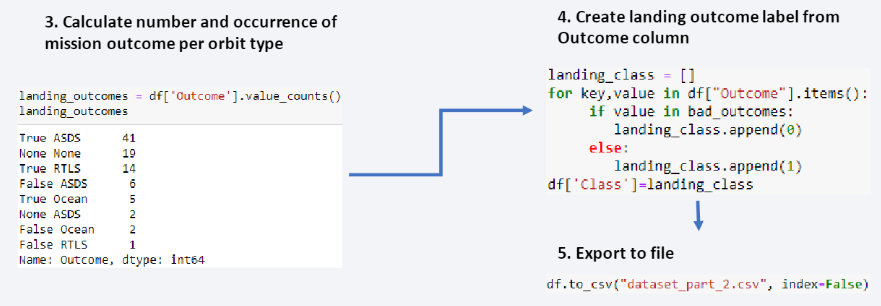 3. Calculate number and occurrence of
mission outcome per orbit type
landing_outcomes = df['Outcome'].value_counts()
landing_outcomes
True ASDS 41
None None 19
True RTLS 14
False ASDS 6
True Ocean 5
None ASDS 2
False Ocean 2
False RTLS 1
Name: Outcome, dtype: int64
4. Create landing outcome label from
Outcome column
landing_class = []
for key,value in df["Outcome"].items():
if value in bad_outcomes:
landing_class.append(0)
else:
landing_class.append(1)
df['Class']=landing_class
5. Export to file
df.to_csv("dataset_part_2.csv", index=False)